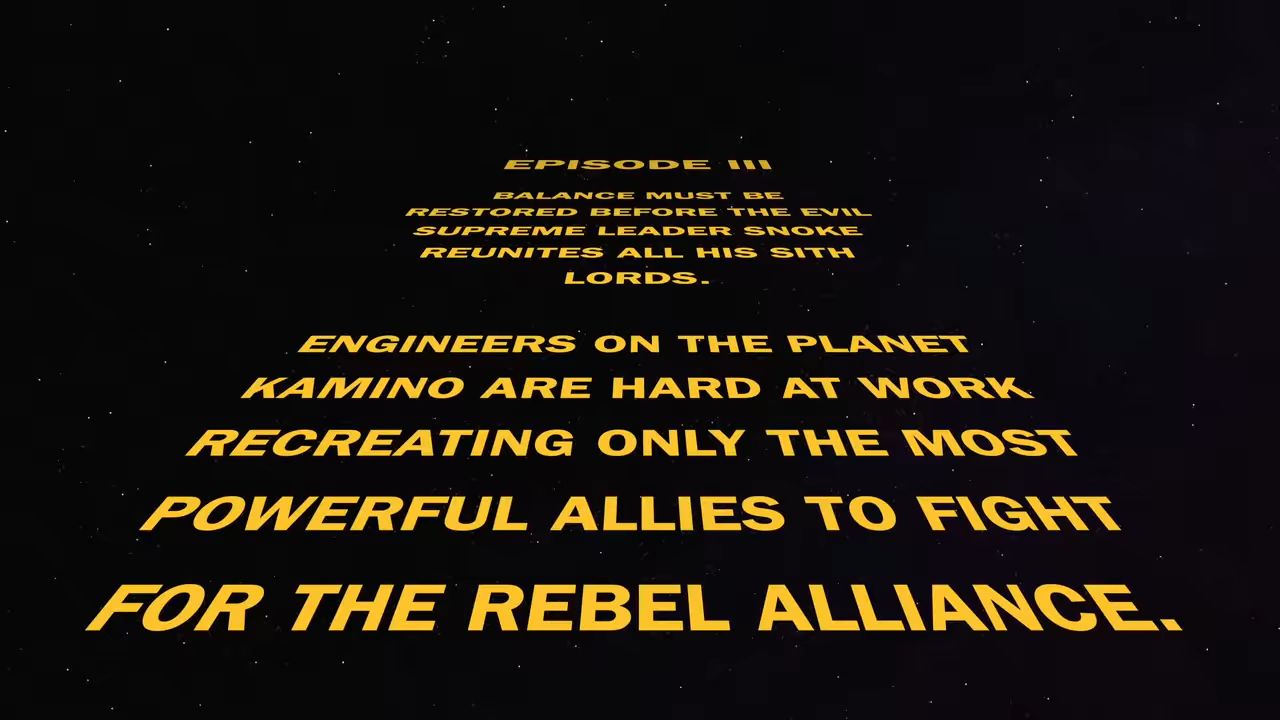 EPISODE III
BALANCE MUST BE
RESTORED BEFORE THE EVIL
SUPREME LEADER SNOKE
REUNITES ALL HIS SITH
LORDS.
ENGINEERS ON THE PLANET
KAMINO ARE HARD AT WORK
RECREATING ONLY THE MOST
POWERFUL ALLIES TO FIGHT
FOR THE REBEL ALLIANCE.